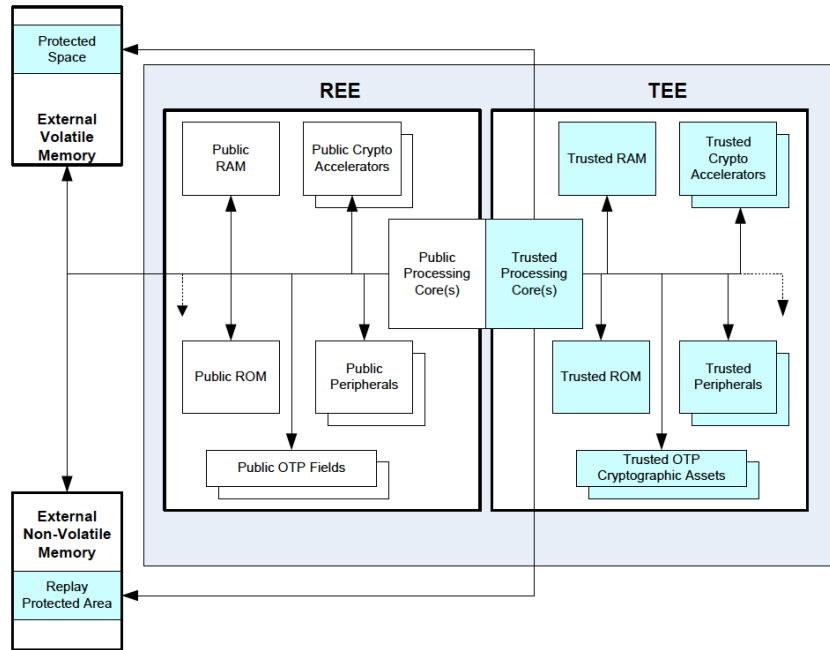 Protected
Space
External
Volatile
Memory
REE
TEE
Public
RAM
Public Crypto
Accelerators
Trusted RAM
Trusted
Crypto
Accelerators
Public
Processing
Core(s)
Trusted
Processing
Core(s)
Public ROM
Public
Peripherals
Trusted ROM
Trusted
Peripherals
Public OTP Fields
Trusted OTP
Cryptographic Assets
External
Non-Volatile
Memory
Replay
Protected Area